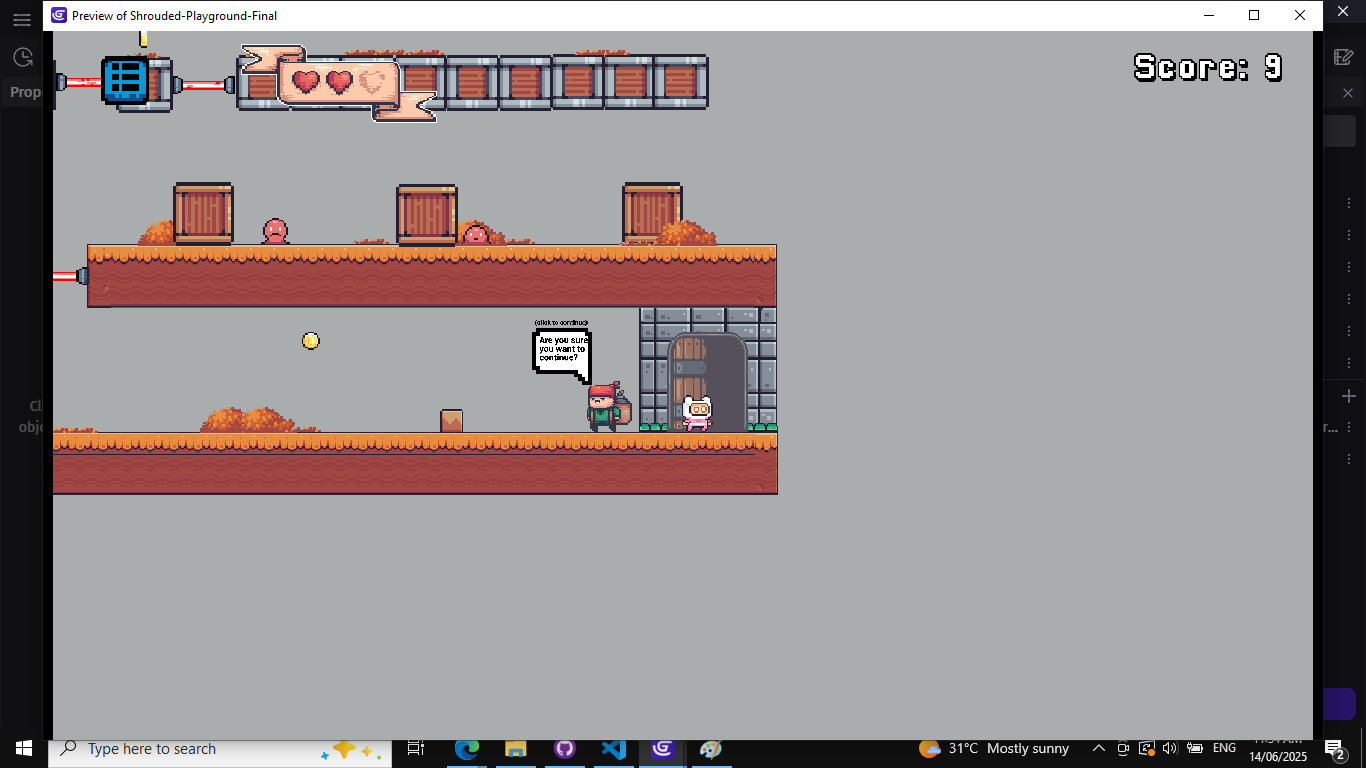 Preview of Shrouded-Playground-Final
Prop
Score: 9
(click to continue)
Are you sure
you want to
continue?
Cl
obje
r...
Type here to search
31°C Mostly sunny
ENG
14/06/2025
2